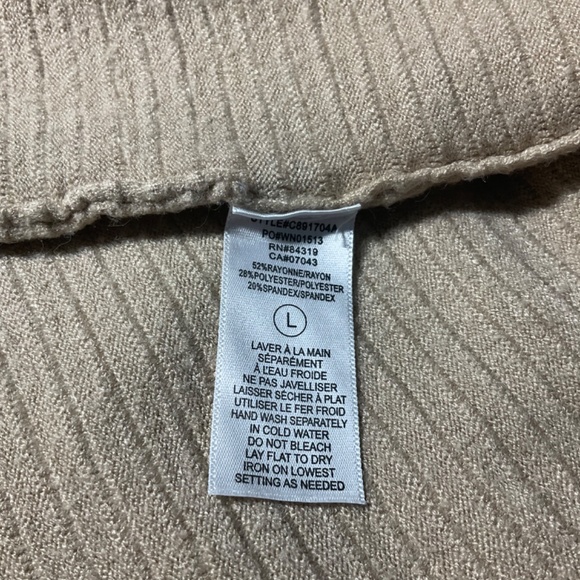 STYLE#C891704#
PO#WN01513
RN#84319
CA#07043
52%RAYONNE/RAYON
28%POLYESTER/POLYESTER
20%SPANDEX/SPANDEX
L
LAVER À LA MAIN
SÉPARÉMENT
À L'EAU FROIDE
NE PAS JAVELLISER
LAISSER SÉCHER À PLAT
UTILISER LE FER FROID
HAND WASH SEPARATELY
IN COLD WATER
DO NOT BLEACH
LAY FLAT TO DRY
IRON ON LOWEST
SETTING AS NEEDED